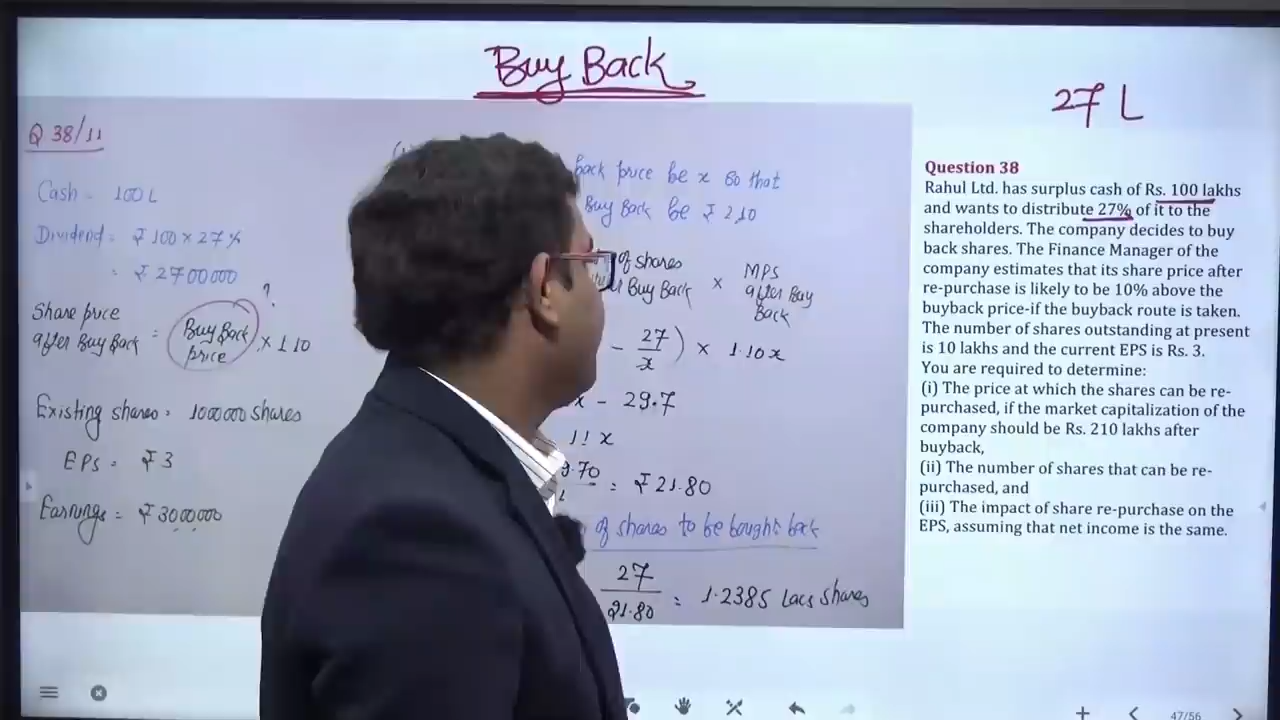 Buy Back
27 L
Q 38/11
Cash = 100L
Dividend = ₹ 100 × 27%
= ₹ 2700000
Share price
after Buy Back = Buy Back
price × 1.10
?
Existing shares = 1000000 shares
EPS = ₹ 3
Earnings = ₹ 3000000
back price be x so that
Buy Back be ₹ 210
of shares
Buy Back × MPS
after Buy
Back
- 27/x ) × 1.10x
x - 29.7
11x
9.70 = ₹ 21.80
of shares to be bought back
27/21.80 = 1.2385 Lacs shares
Question 38
Rahul Ltd. has surplus cash of Rs. 100 lakhs
and wants to distribute 27% of it to the
shareholders. The company decides to buy
back shares. The Finance Manager of the
company estimates that its share price after
re-purchase is likely to be 10% above the
buyback price-if the buyback route is taken.
The number of shares outstanding at present
is 10 lakhs and the current EPS is Rs. 3.
You are required to determine:
(i) The price at which the shares can be re-
purchased, if the market capitalization of the
company should be Rs. 210 lakhs after
buyback,
(ii) The number of shares that can be re-
purchased, and
(iii) The impact of share re-purchase on the
EPS, assuming that net income is the same.
47/56